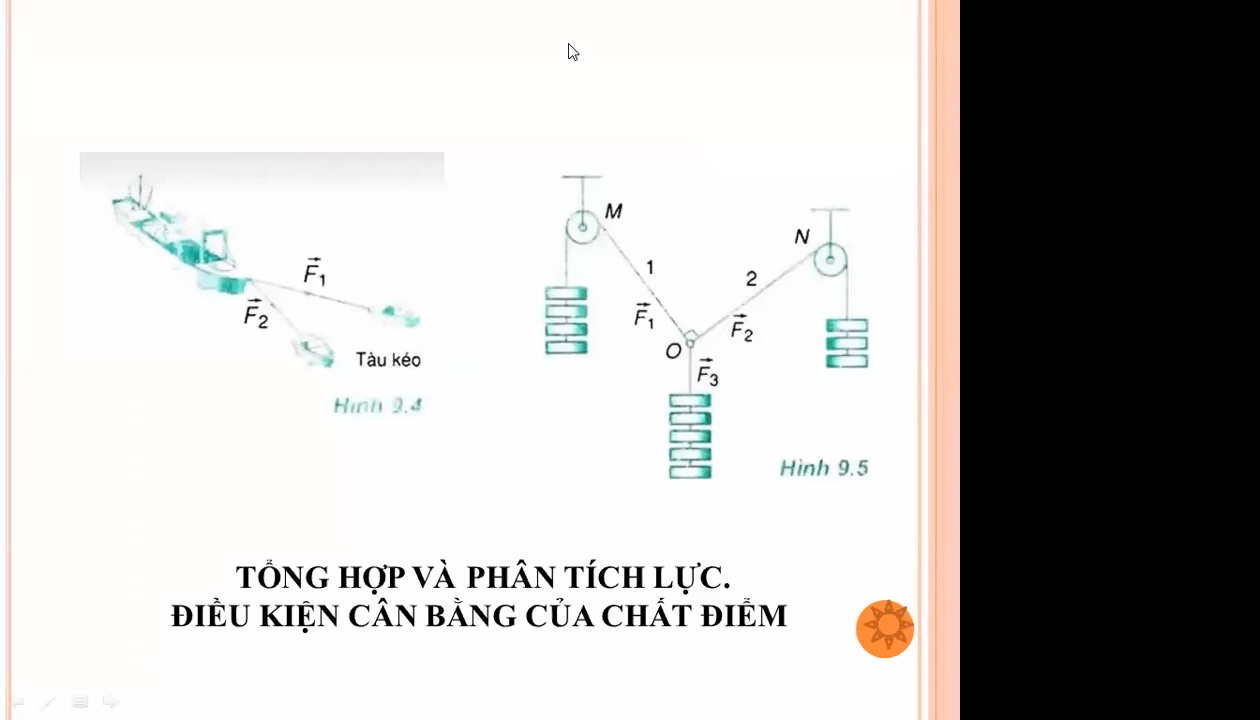 F₁
F₂
Tàu kéo
Hình 9.4
M
N
1
2
F₁
F₂
O
F₃
Hình 9.5
TỔNG HỢP VÀ PHÂN TÍCH LỰC.
ĐIỀU KIỆN CÂN BẰNG CỦA CHẤT ĐIỂM